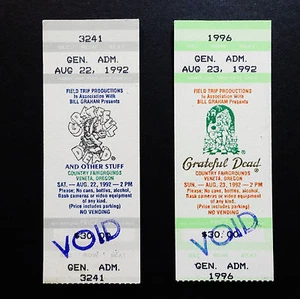 3241
GEN. ADM.
AUG 22, 1992
FIELD TRIP PRODUCTIONS
In Association With
BILL GRAHAM Presents
AND OTHER STUFF
COUNTRY FAIRGROUNDS
VENETA, OREGON
SAT. — AUG. 22, 1992 — 2 PM
Please: No cans, bottles, alcohol,
flash cameras or video equipment
of any kind.
(Price includes parking)
NO VENDING
$30.00
VOID
GEN. ADM.
3241
1996
GEN. ADM.
AUG 23, 1992
FIELD TRIP PRODUCTIONS
In Association With
BILL GRAHAM Presents
Grateful Dead
COUNTRY FAIRGROUNDS
VENETA, OREGON
SUN. — AUG. 23, 1992 — 2 PM
Please: No cans, bottles, alcohol,
flash cameras or video equipment
of any kind.
(Price includes parking)
NO VENDING
$30.00
VOID
GEN. ADM.
1996